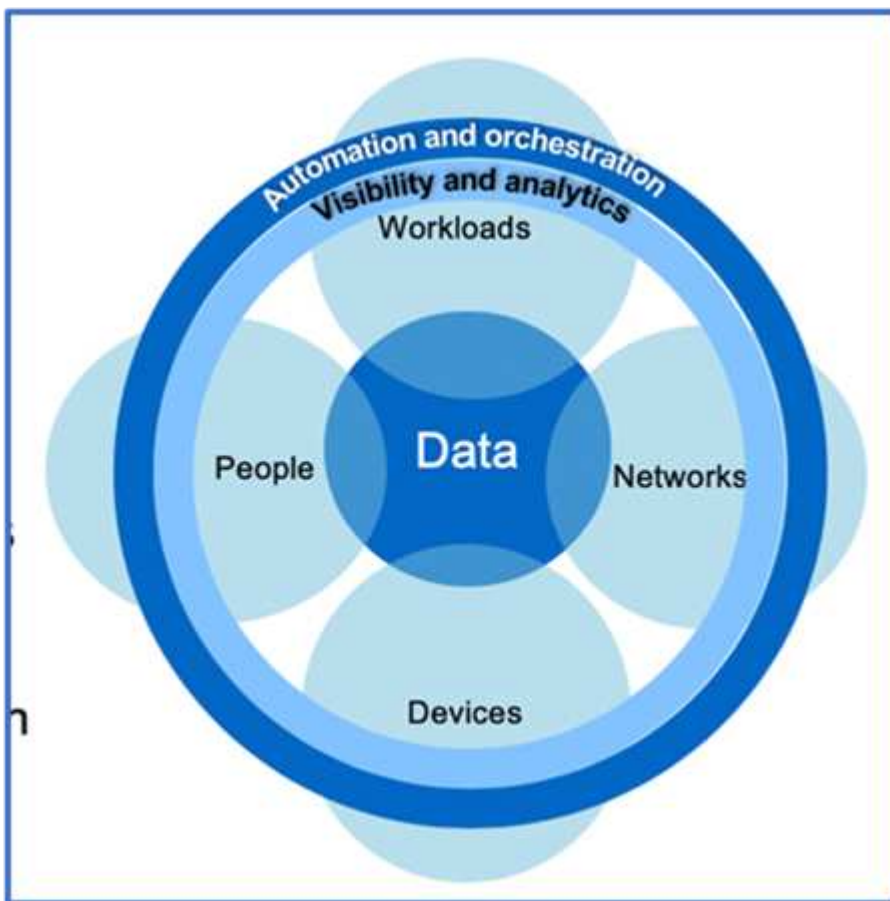 Automation and orchestration
Visibility and analytics
Workloads
People
Data
Networks
Devices